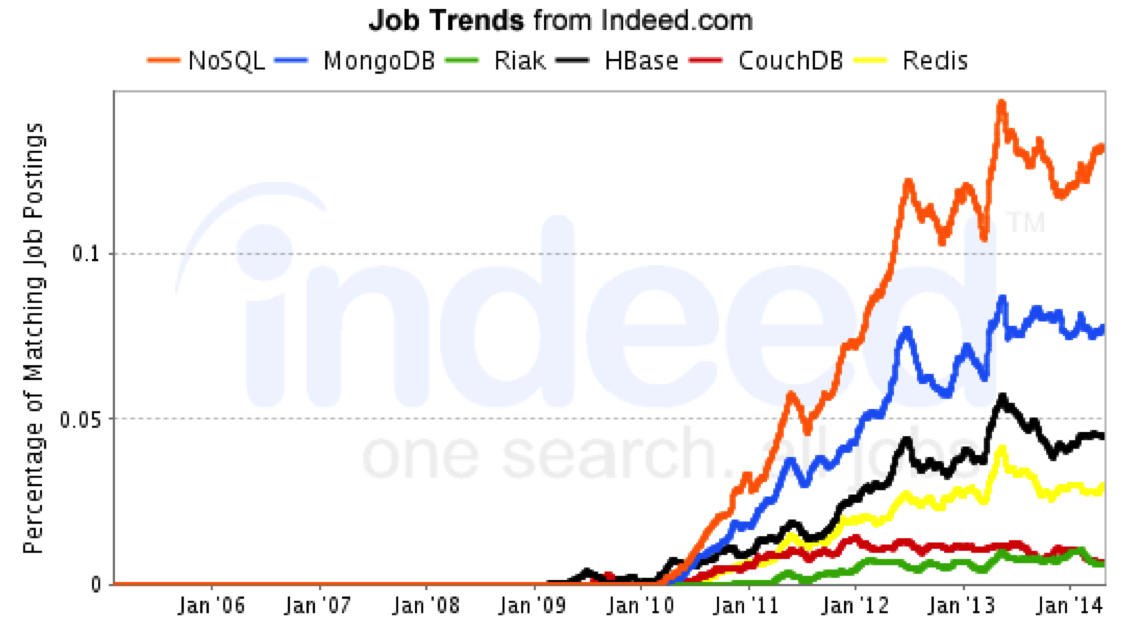 Job Trends from Indeed.com
NoSQL MongoDB Riak HBase CouchDB Redis
Percentage of Matching Job Postings
0.1
0.05
0
indeed TM
one search. all jobs
Jan '06 Jan '07 Jan '08 Jan '09 Jan '10 Jan '11 Jan '12 Jan '13 Jan '14